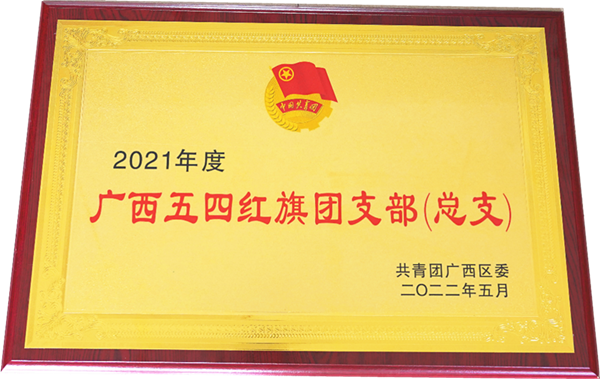 中国共青团
2021年度
广西五四红旗团支部(总支)
共青团广西区委
二〇二二年五月